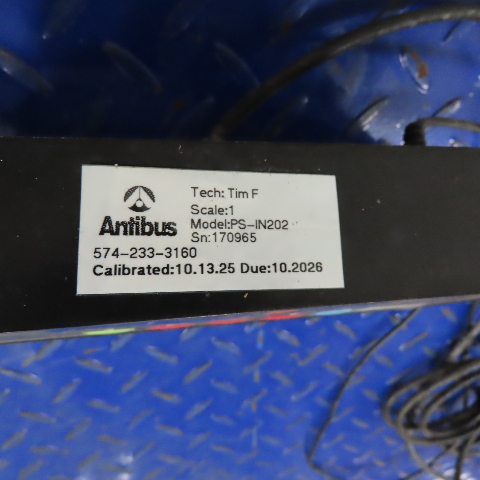 Tech: Tim F
Scale:1
Antibus
Model:PS-IN202
Sn:170965
574-233-3160
Calibrated:10.13.25 Due:10.2026